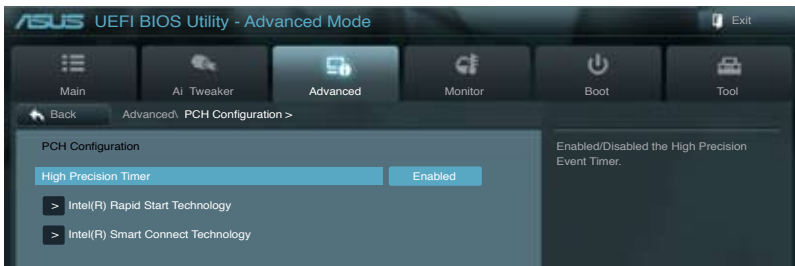 ASUS UEFI BIOS Utility - Advanced Mode
Exit
Main
Ai Tweaker
Advanced
Monitor
Boot
Tool
Back
Advanced\ PCH Configuration >
PCH Configuration
High Precision Timer
Enabled
> Intel(R) Rapid Start Technology
> Intel(R) Smart Connect Technology
Enabled/Disabled the High Precision
Event Timer.